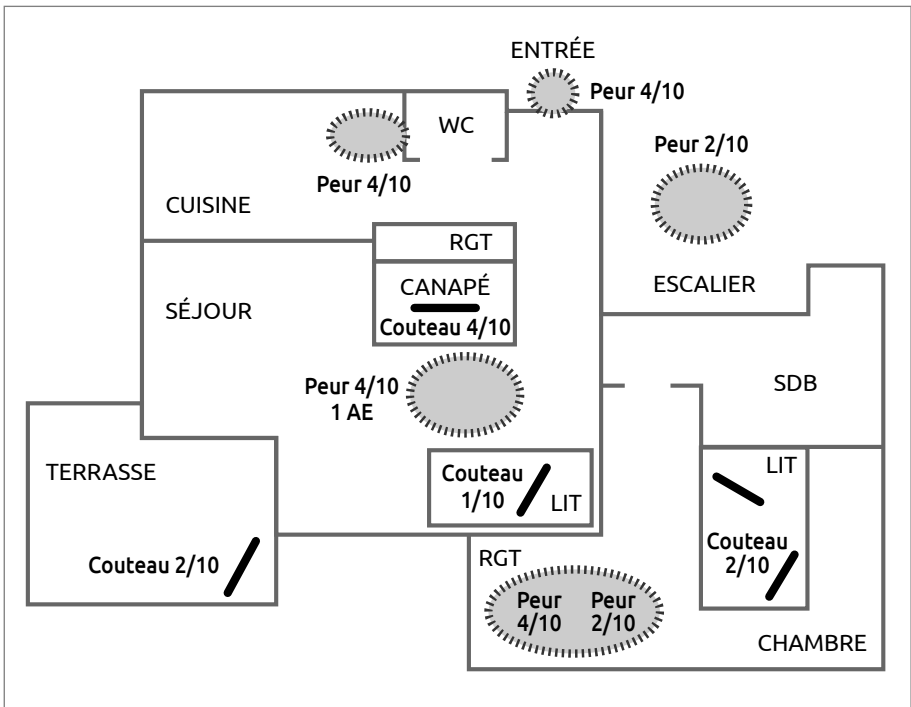 ENTRÉE
Peur 4/10
WC
Peur 2/10
Peur 4/10
CUISINE
RGT
CANAPÉ
Couteau 4/10
ESCALIER
SÉJOUR
Peur 4/10
1 AE
SDB
TERRASSE
Couteau
1/10
LIT
LIT
Couteau
2/10
Couteau 2/10
RGT
Peur
4/10
Peur
2/10
CHAMBRE